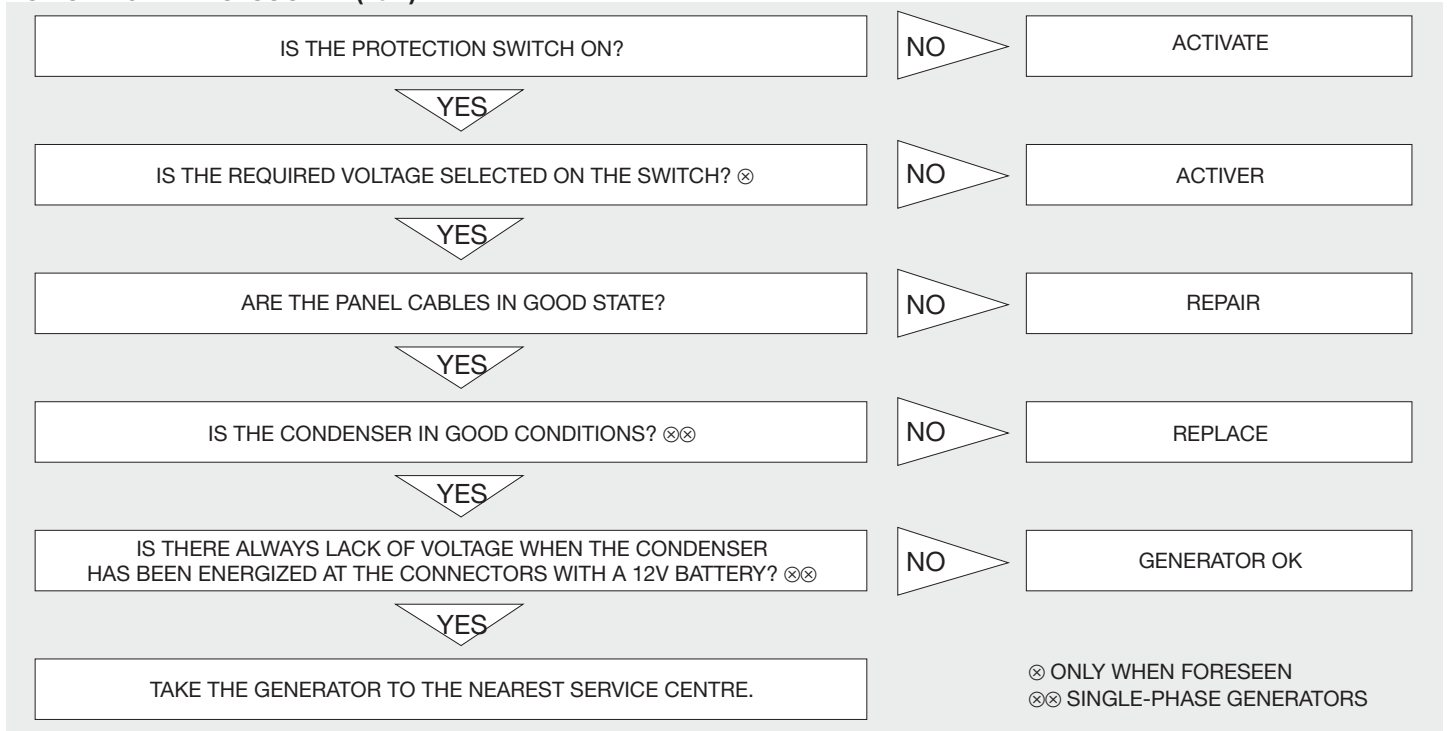 IS THE PROTECTION SWITCH ON?
NO
ACTIVATE
YES
IS THE REQUIRED VOLTAGE SELECTED ON THE SWITCH? ⊗
NO
ACTIVER
YES
ARE THE PANEL CABLES IN GOOD STATE?
NO
REPAIR
YES
IS THE CONDENSER IN GOOD CONDITIONS? ⊗⊗
NO
REPLACE
YES
IS THERE ALWAYS LACK OF VOLTAGE WHEN THE CONDENSER
HAS BEEN ENERGIZED AT THE CONNECTORS WITH A 12V BATTERY? ⊗⊗
NO
GENERATOR OK
YES
TAKE THE GENERATOR TO THE NEAREST SERVICE CENTRE.
⊗ ONLY WHEN FORESEEN
⊗⊗ SINGLE-PHASE GENERATORS